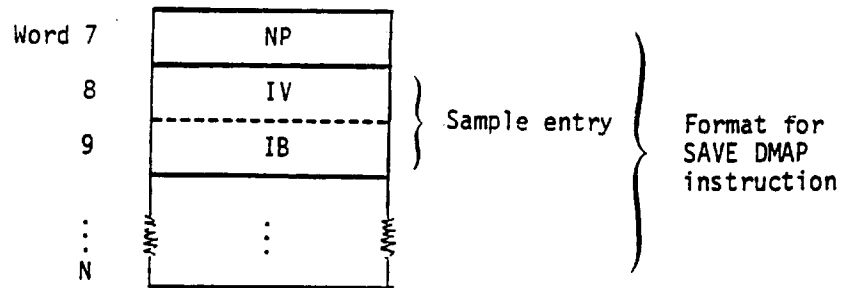 Word 7 NP
8 IV
9 IB
Sample entry
Format for
SAVE DMAP
instruction
⋮ ⋮
N